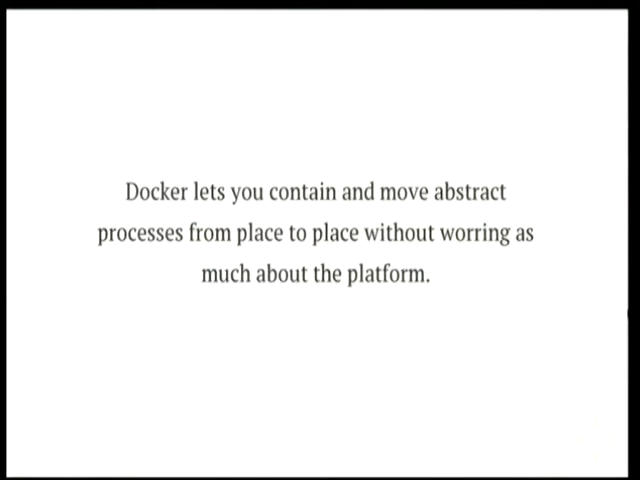 Docker lets you contain and move abstract
processes from place to place without worring as
much about the platform.